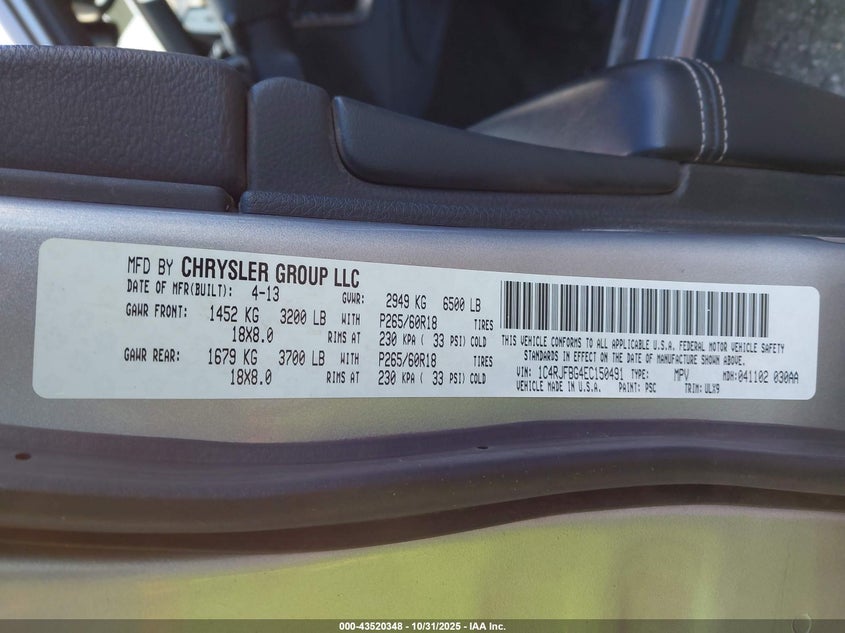 MFD BY CHRYSLER GROUP LLC
DATE OF MFR(BUILT): 4-13 GVWR: 2949 KG 6500 LB
GAWR FRONT: 1452 KG 3200 LB WITH P265/60R18 TIRES
18X8.0 RIMS AT 230 KPA ( 33 PSI) COLD
GAWR REAR: 1679 KG 3700 LB WITH P265/60R18 TIRES
18X8.0 RIMS AT 230 KPA ( 33 PSI) COLD
THIS VEHICLE CONFORMS TO ALL APPLICABLE U.S.A. FEDERAL MOTOR VEHICLE SAFETY
STANDARDS IN EFFECT ON THE DATE OF MANUFACTURE SHOWN ABOVE.
VIN: 1C4RJFBG4EC150491 TYPE: MPV MDH:041102 030AA
VEHICLE MADE IN U.S.A. PAINT: PSC TRIM: ULX9
000-43520348 - 10/31/2025 - IAA Inc.